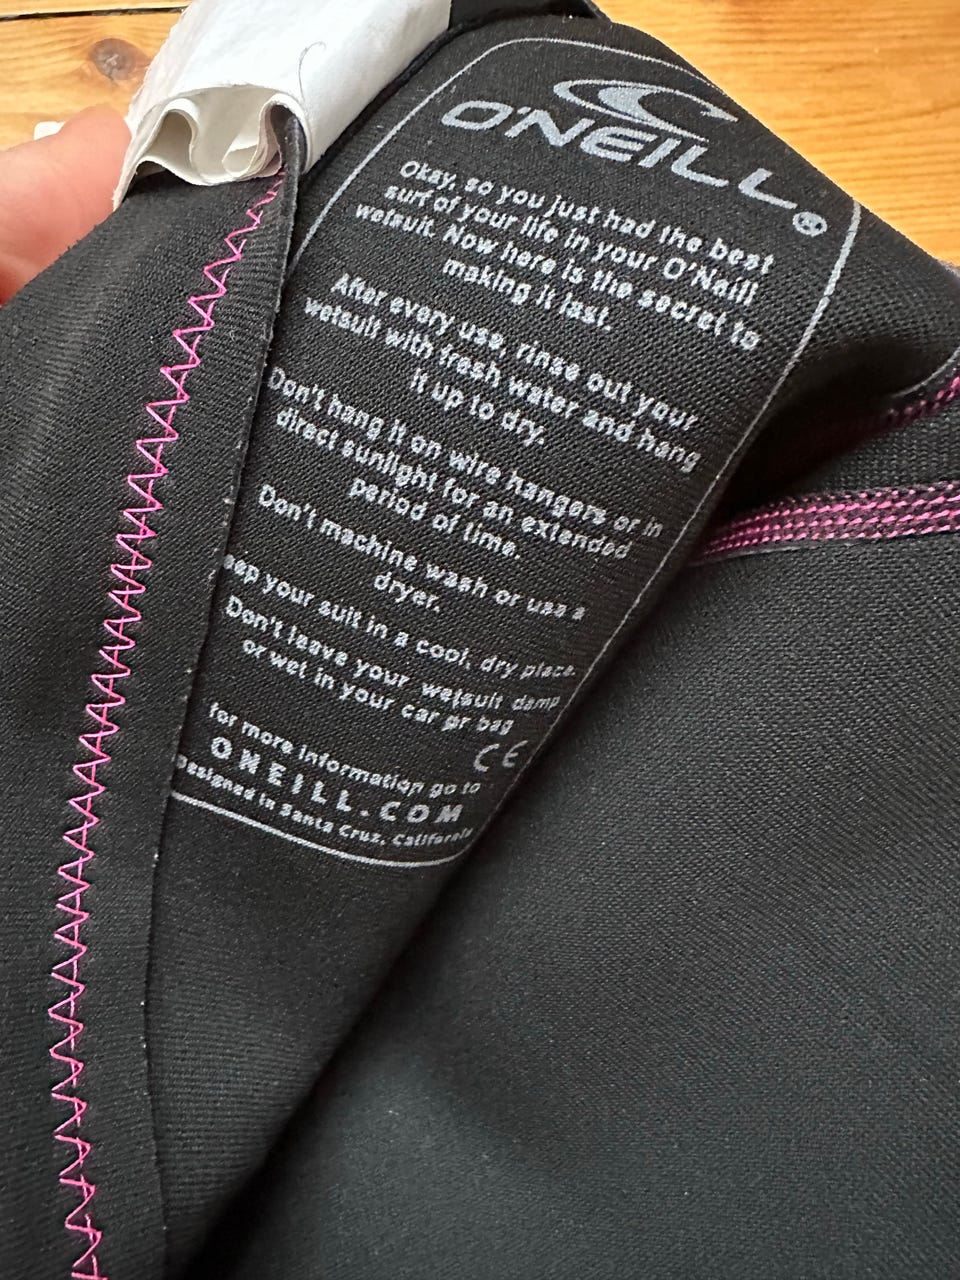 O'NEILL®
Okay, so you just had the best
surf of your life in your O'Neill
wetsuit. Now here is the secret to
making it last.
After every use, rinse out your
wetsuit with fresh water and hang
it up to dry.
Don't hang it on wire hangers or in
direct sunlight for an extended
period of time.
Don't machine wash or use a
dryer.
eep your suit in a cool, dry place.
Don't leave your wetsuit damp
or wet in your car or bag
CE
for more information go to
ONEILL.COM
Designed in Santa Cruz, California